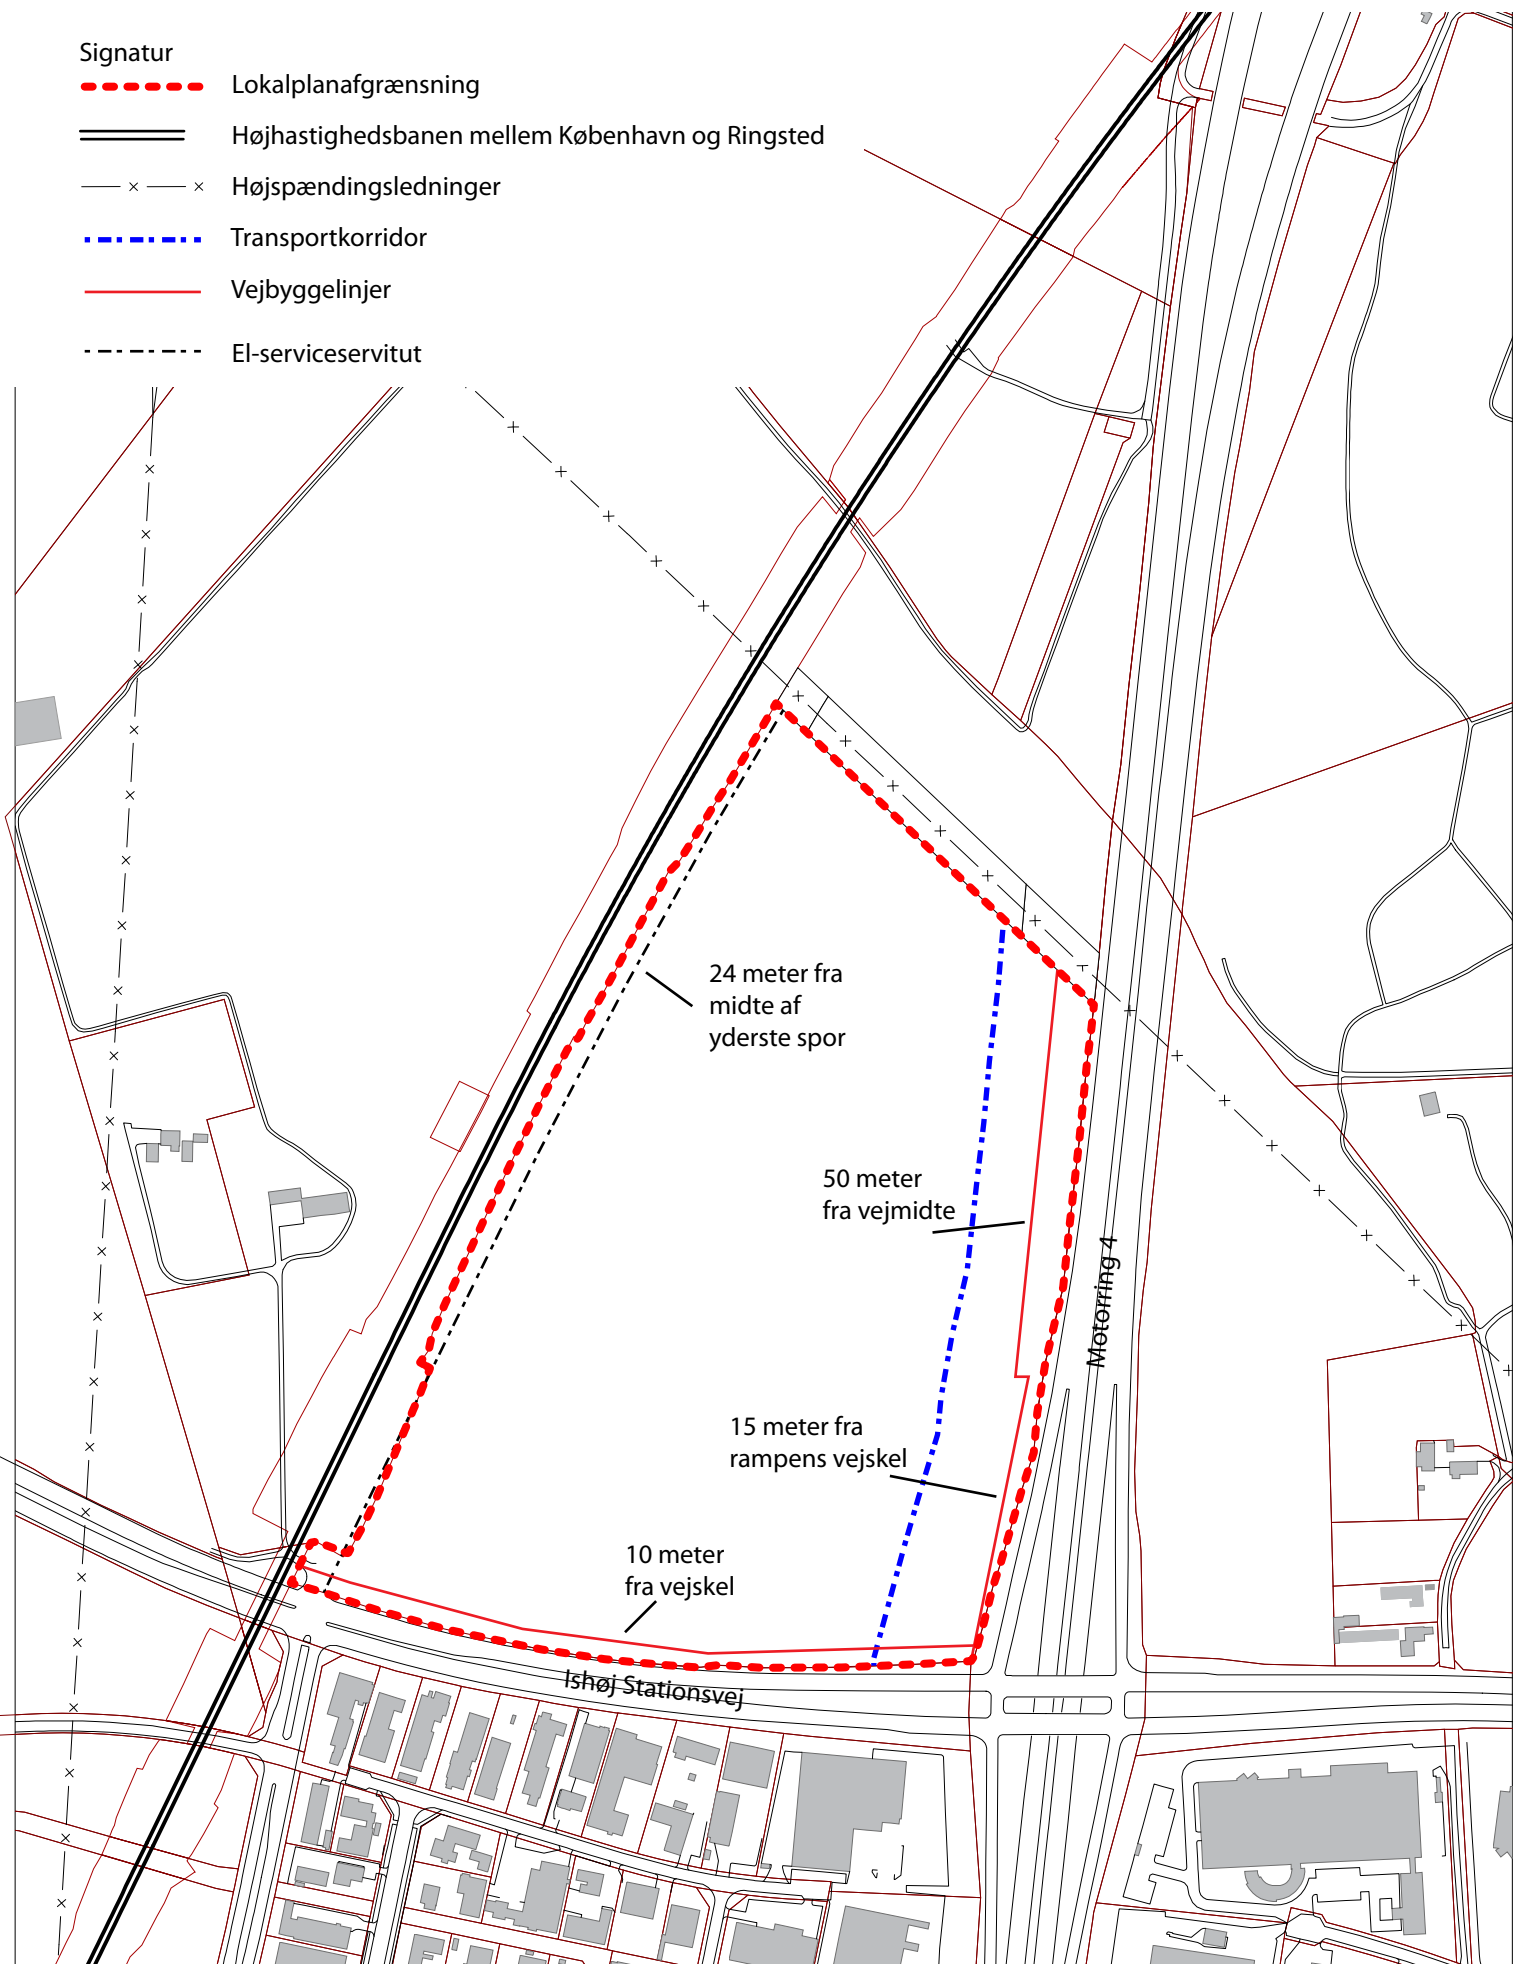 Signatur
Lokalplanafgrænsning
Højhastighedsbanen mellem København og Ringsted
Højspændingsledninger
Transportkorridor
Vejbyggelinjer
El-serviceservitut
24 meter fra
midte af
yderste spor
50 meter
fra vejmidte
Motorring 4
15 meter fra
rampens vejskel
10 meter
fra vejskel
Ishøj Stationsvej